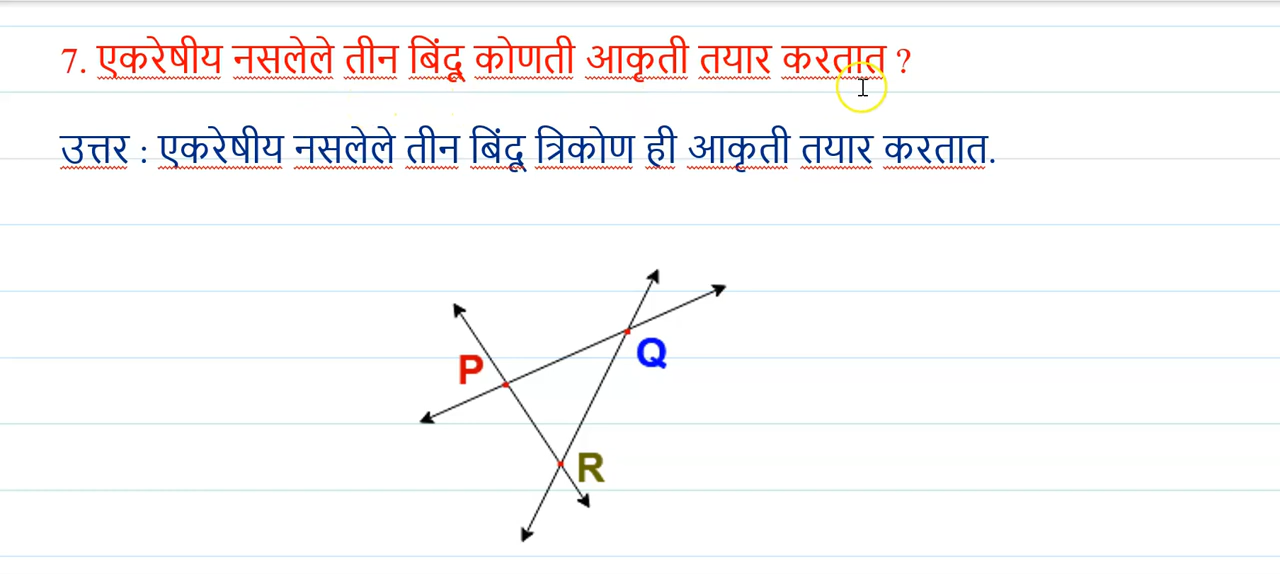 7. एकरेषीय नसलेले तीन बिंदू कोणती आकृती तयार करतात ?
उत्तर : एकरेषीय नसलेले तीन बिंदू त्रिकोण ही आकृती तयार करतात.
P
Q
R